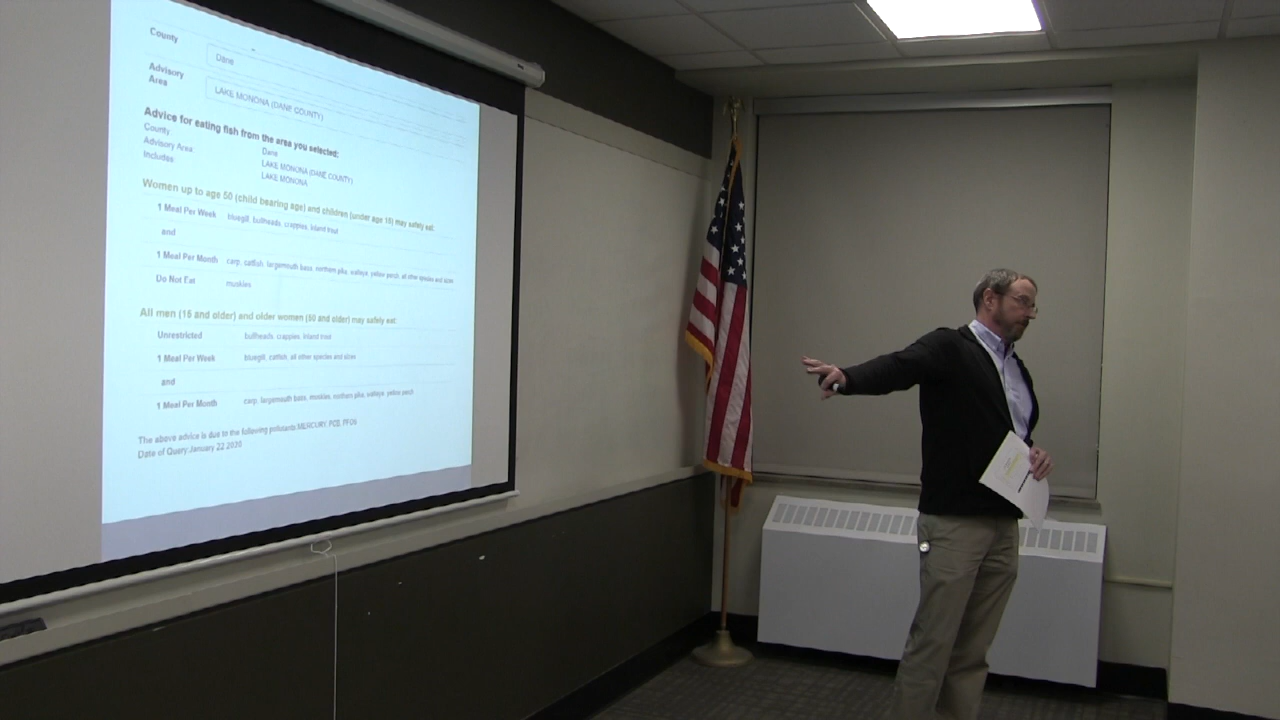 County
Dane
Advisory Area
LAKE MONONA (DANE COUNTY)
Advice for eating fish from the area you selected:
County Dane
Advisory Area LAKE MONONA (DANE COUNTY)
Includes LAKE MONONA
Women up to age 50 (child bearing age) and children (under age 15) may safely eat:
1 Meal Per Week bluegill, bullheads, crappies, inland trout
and
1 Meal Per Month carp, catfish, largemouth bass, northern pike, walleye, yellow perch, all other species and sizes
Do Not Eat muskies
All men (15 and older) and older women (50 and older) may safely eat:
Unrestricted bullheads, crappies, inland trout
1 Meal Per Week bluegill, catfish, all other species and sizes
and
1 Meal Per Month carp, largemouth bass, muskies, northern pike, walleye, yellow perch
The above advice is due to the following pollutants:MERCURY, PCB, PFOS
Date of Query:January 22 2020